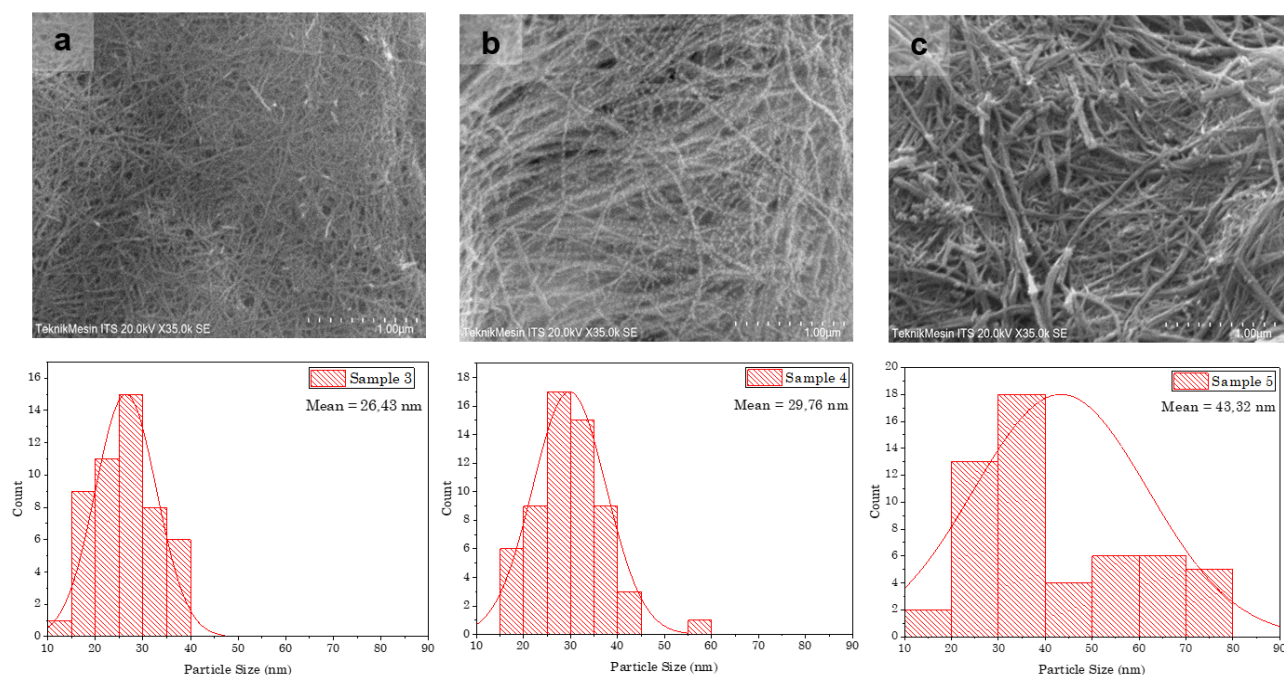 a
b
c
TeknikMesin ITS 20.0kV X35.0k SE
1.00µm
TeknikMesin ITS 20.0kV X35.0k SE
1.00µm
TeknikMesin ITS 20.0kV X35.0k SE
1.00µm
Sample 3
Mean = 26,43 nm
Count
16
14
12
10
8
6
4
2
0
10 20 30 40 50 60 70 80 90
Particle Size (nm)
Sample 4
Mean = 29,76 nm
Count
18
16
14
12
10
8
6
4
2
0
10 20 30 40 50 60 70 80 90
Particle Size (nm)
Sample 5
Mean = 43,32 nm
Count
20
18
16
14
12
10
8
6
4
2
0
10 20 30 40 50 60 70 80 90
Particle Size (nm)